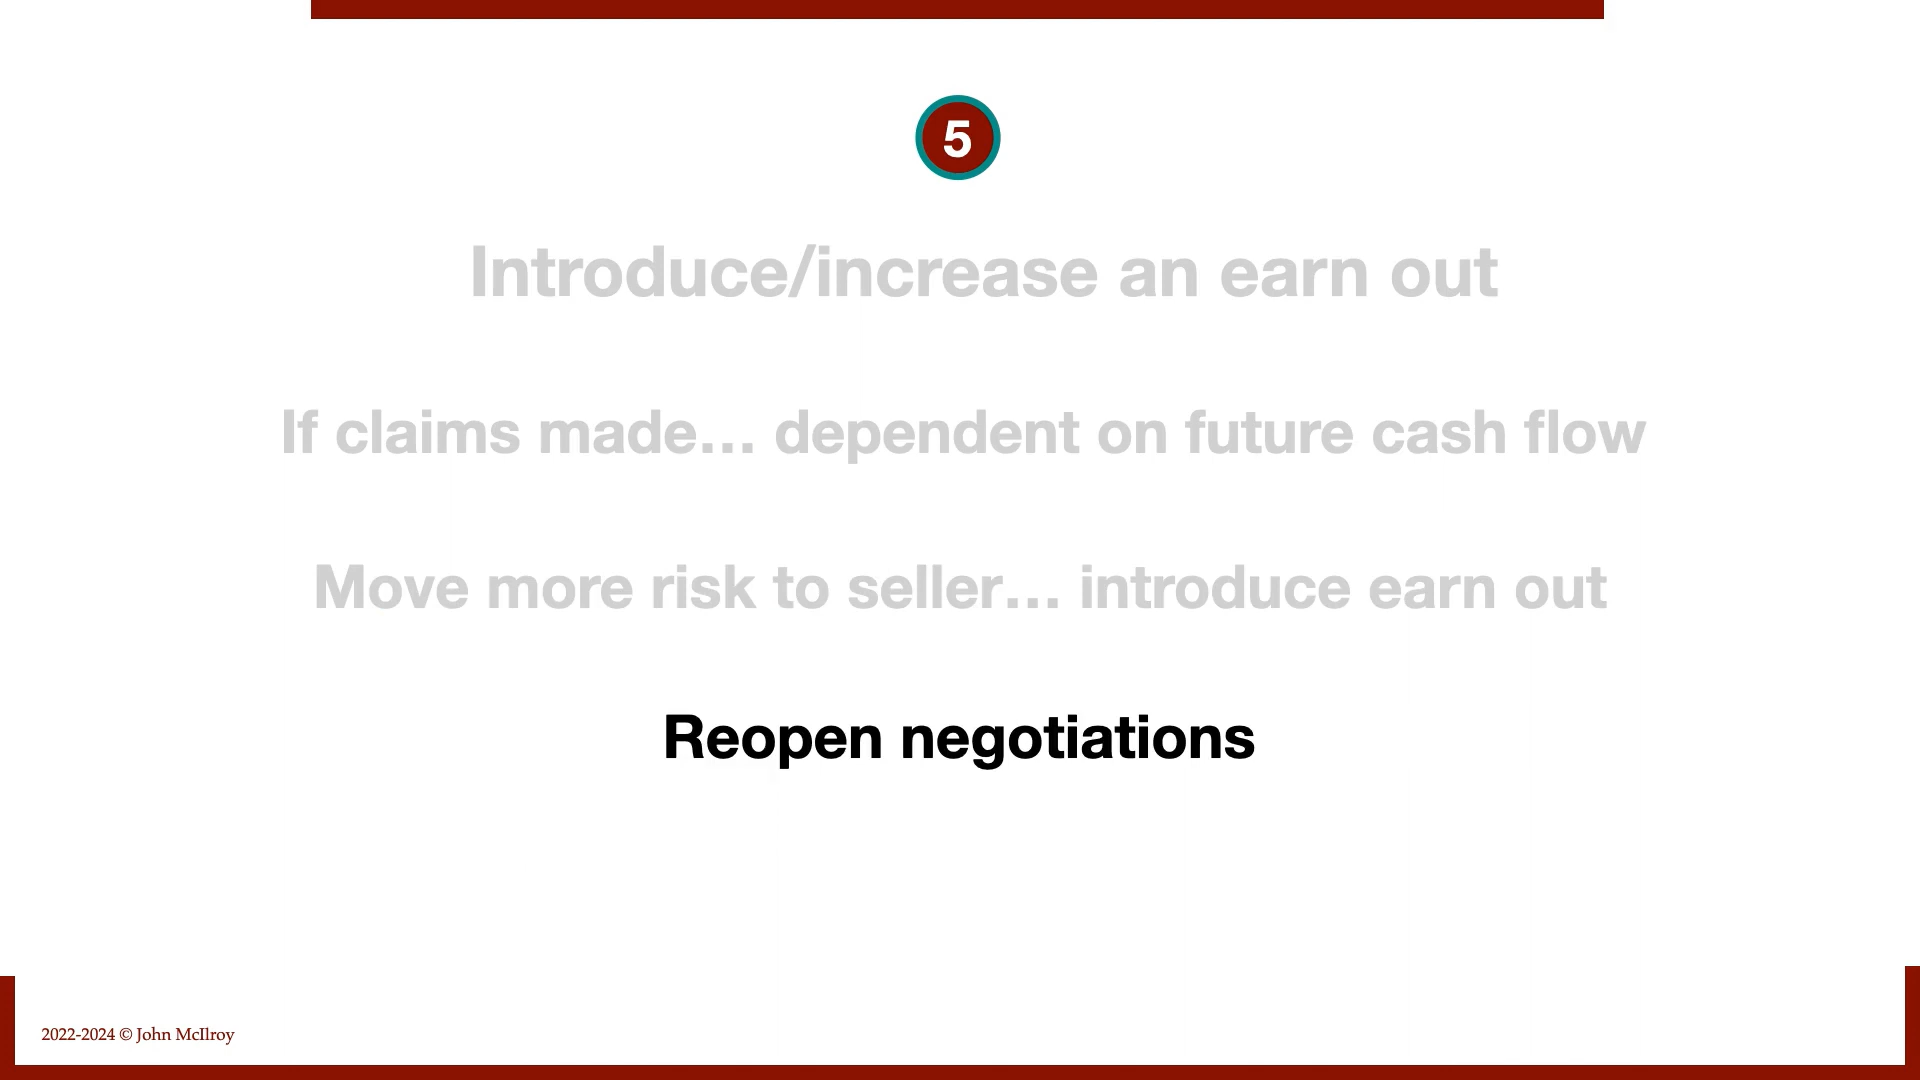 5
Introduce/increase an earn out
If claims made… dependent on future cash flow
Move more risk to seller… introduce earn out
Reopen negotiations
2022-2024 © John McIlroy